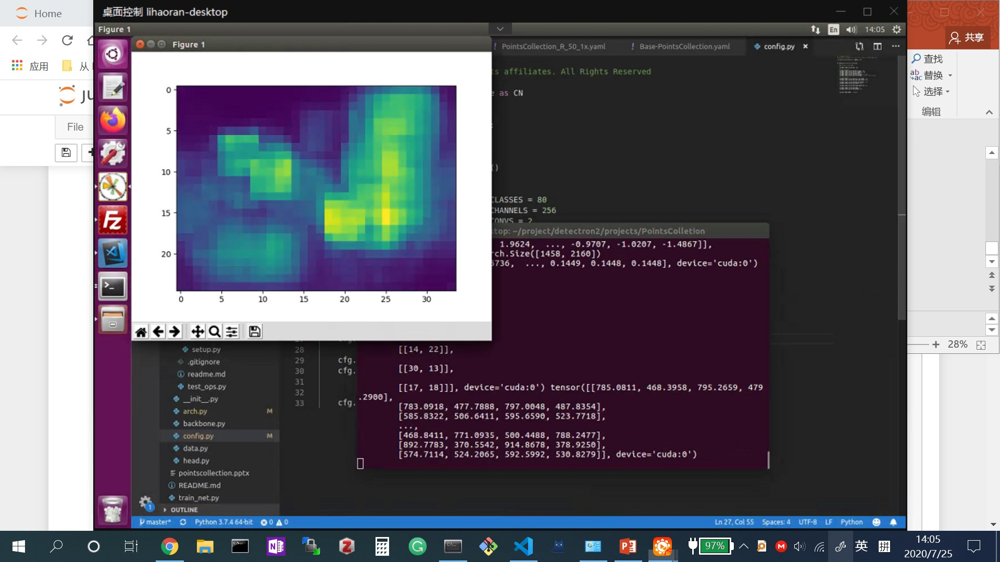 桌面控制 lihaoran-desktop
Home
Figure 1
En
14:05
共享
Figure 1
PointsCollection_R_50_1x.yaml
Base-PointsCollection.yaml
config.py
应用
从
查找
替换
选择
编辑
s affiliates. All Rights Reserved
as CN
()
File
0
5
10
15
20
0
5
10
15
20
25
30
CLASSES = 80
CHANNELS = 256
CONVS = 2
top: ~/project/detectron2/projects/PointsColletion
1.9624, ..., -0.9707, -1.0207, -1.4867]],
rch.Size([1458, 2160])
6736, ..., 0.1449, 0.1448, 0.1448], device='cuda:0')
28%
[[14, 22]],
[[30, 13]],
[[17, 18]]], device='cuda:0') tensor([[785.0811, 468.3958, 795.2659, 479
.2900],
[783.0918, 477.7888, 797.0048, 487.8354],
[585.8322, 506.6411, 595.6590, 523.7718],
...,
[468.8411, 771.0935, 500.4488, 788.2477],
[892.7783, 370.5542, 914.8678, 378.9250],
[574.7114, 524.2065, 592.5992, 530.8279]], device='cuda:0')
28
29 cfg.
30 cfg.
31
32
33 cfg.
setup.py
.gitignore
readme.md
test_ops.py
__init__.py
arch.py M
backbone.py
config.py M
data.py
head.py
pointscollection.pptx
README.md
train_net.py
OUTLINE
1
master* Python 3.7.4 64-bit 0 0
Ln 27, Col 55 Spaces: 4 UTF-8 LF Python
97%
英
拼
14:05
2020/7/25